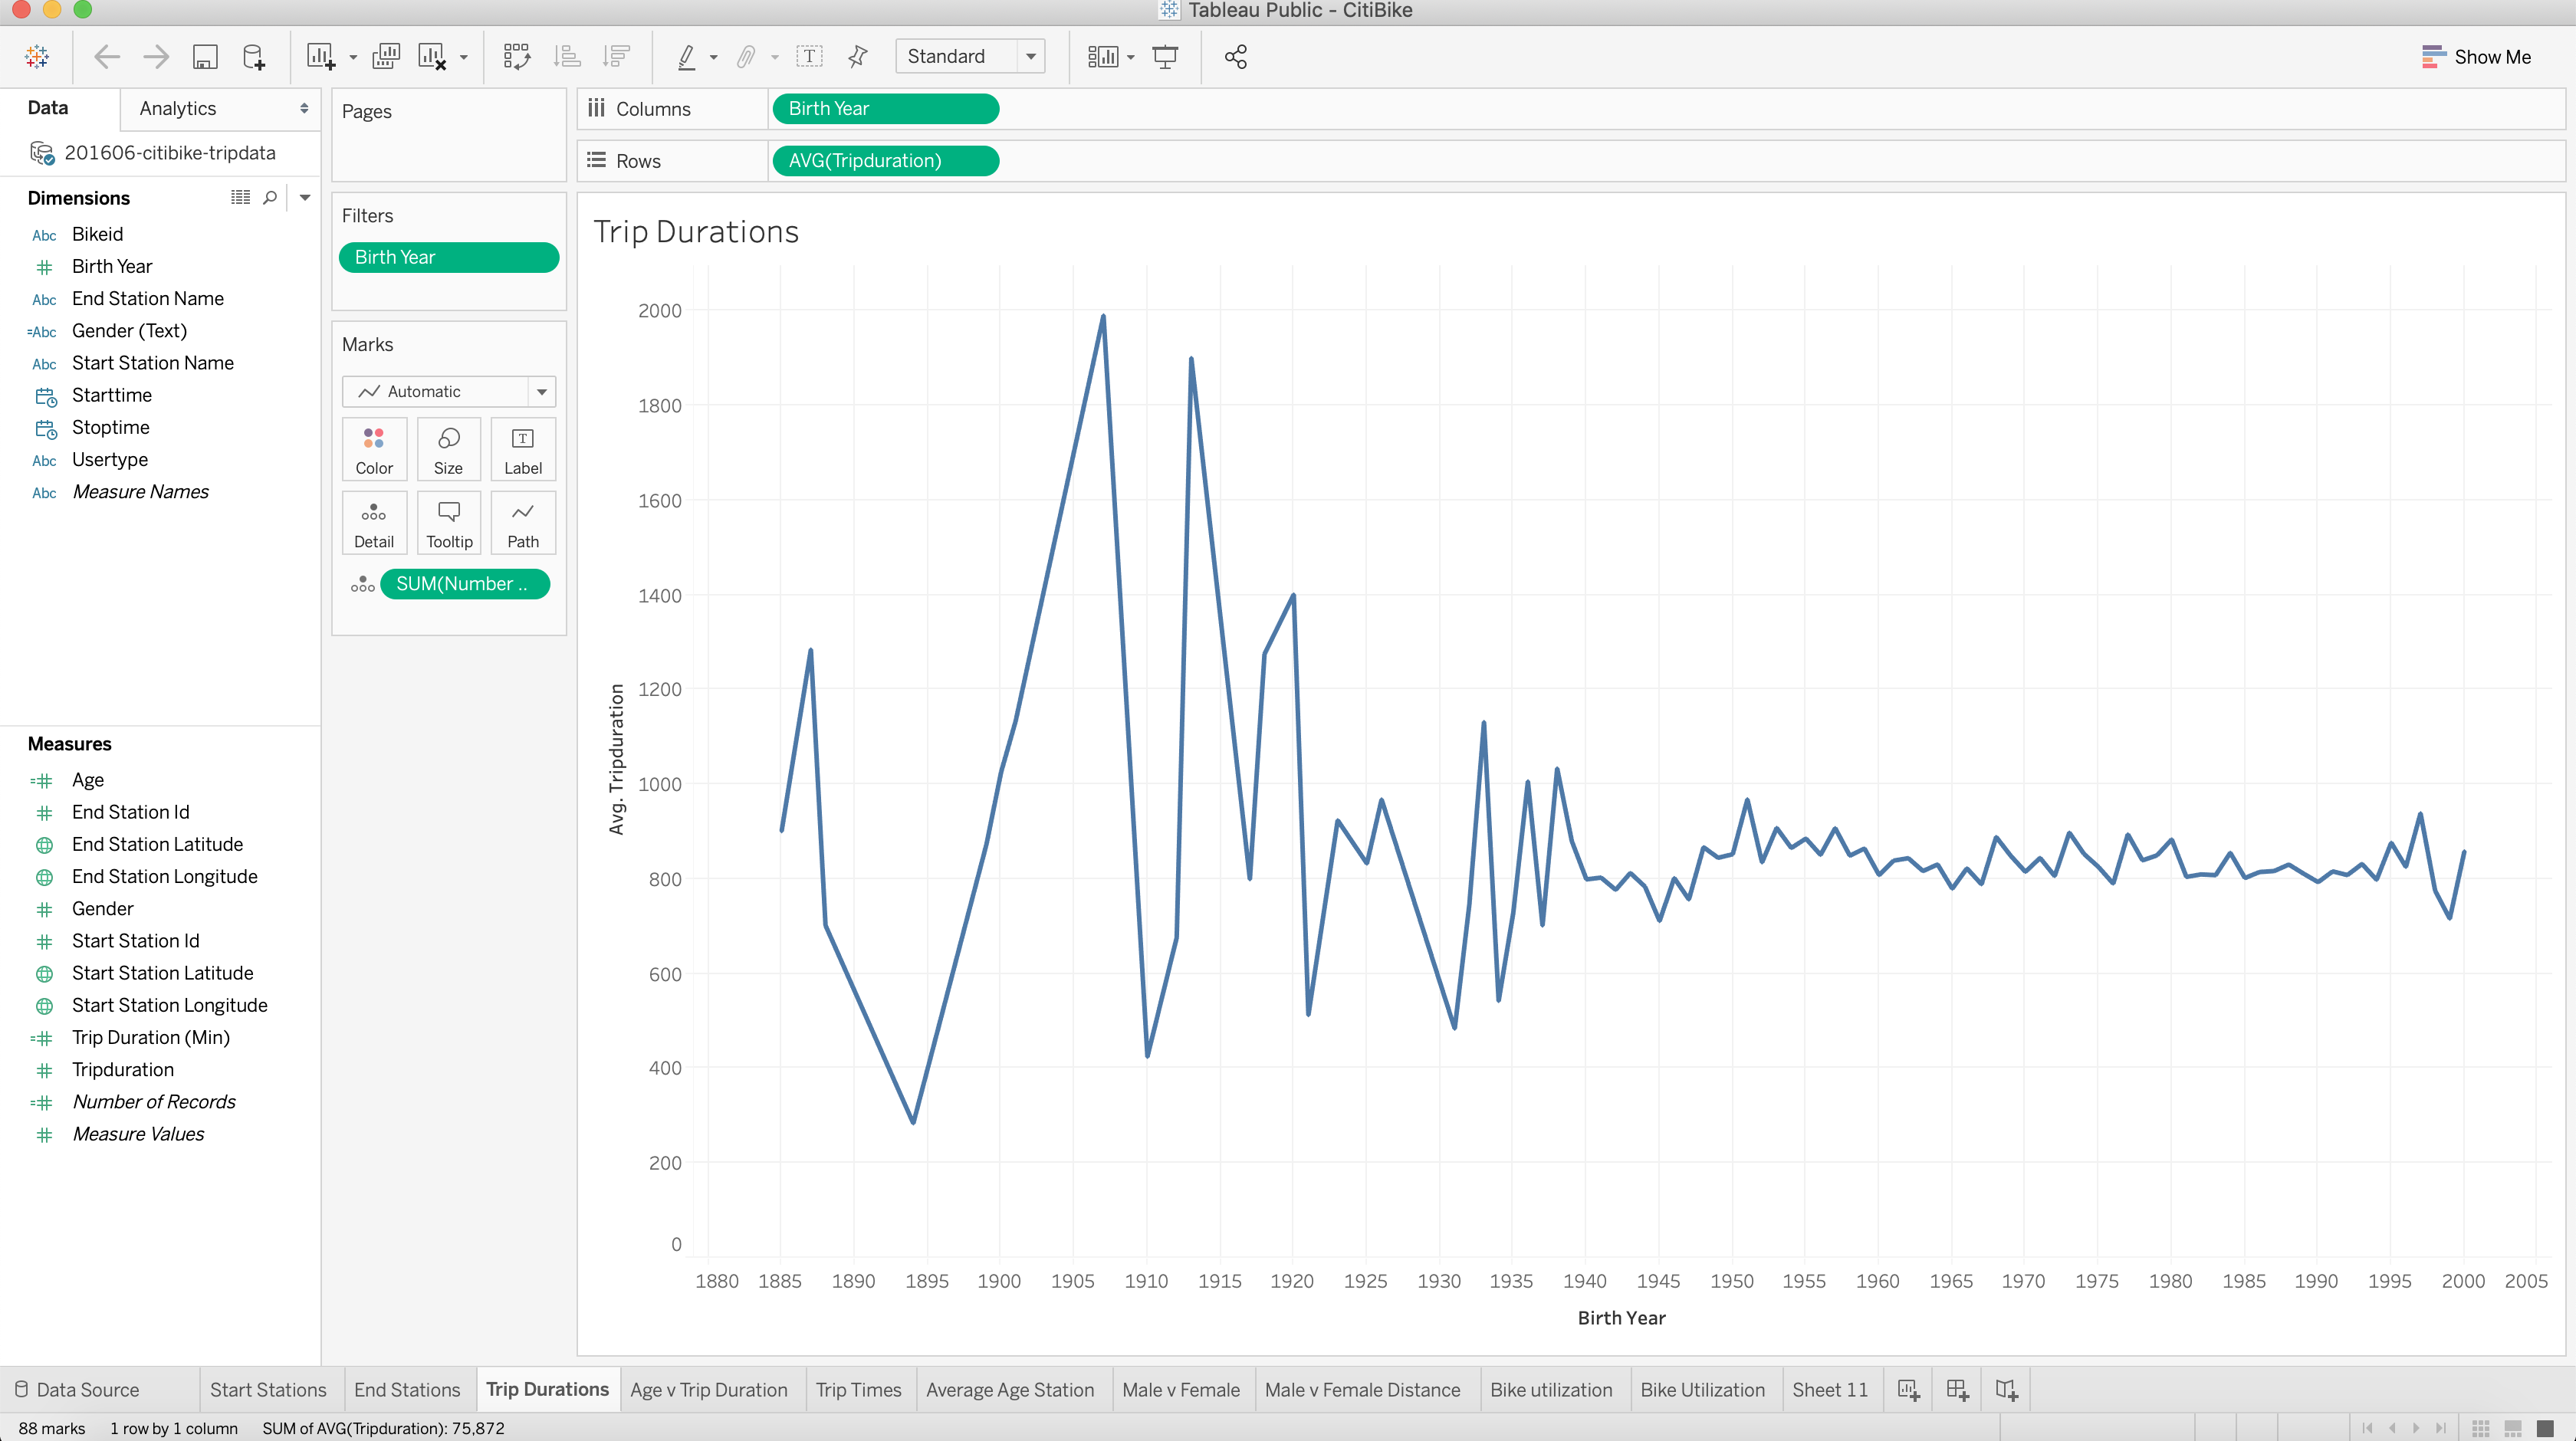 Tableau Public - CitiBike
Standard
Show Me
Data
Analytics
201606-citibike-tripdata
Dimensions
Abc Bikeid
Birth Year
Abc End Station Name
=Abc Gender (Text)
Abc Start Station Name
Starttime
Stoptime
Abc Usertype
Abc Measure Names
Measures
Age
End Station Id
End Station Latitude
End Station Longitude
Gender
Start Station Id
Start Station Latitude
Start Station Longitude
Trip Duration (Min)
Tripduration
Number of Records
Measure Values
Pages
Filters
Birth Year
Marks
Automatic
Color Size Label
Detail Tooltip Path
SUM(Number ..
Columns Birth Year
Rows AVG(Tripduration)
Trip Durations
Avg. Tripduration
2000
1800
1600
1400
1200
1000
800
600
400
200
0
1880 1885 1890 1895 1900 1905 1910 1915 1920 1925 1930 1935 1940 1945 1950 1955 1960 1965 1970 1975 1980 1985 1990 1995 2000 2005
Birth Year
Data Source Start Stations End Stations Trip Durations Age v Trip Duration Trip Times Average Age Station Male v Female Male v Female Distance Bike utilization Bike Utilization Sheet 11
88 marks 1 row by 1 column SUM of AVG(Tripduration): 75,872